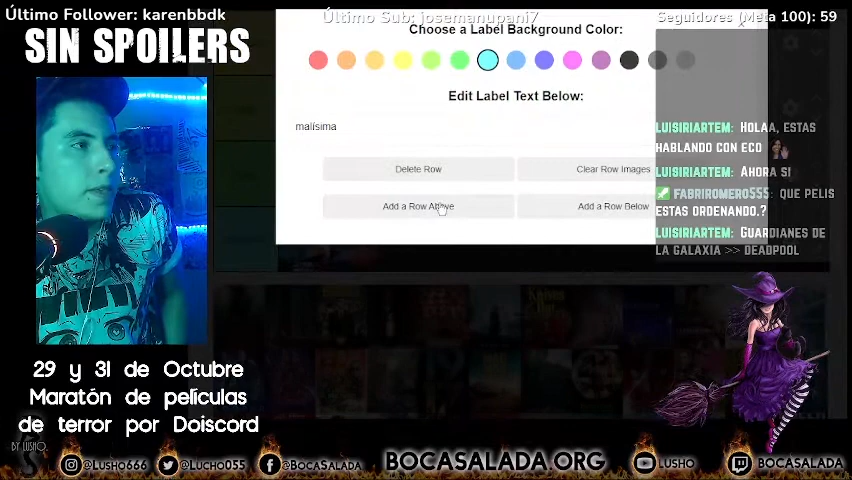 Último Follower: karenbbdk
Último Sub: josemanupani7
Seguidores (Meta 100): 59
SIN SPOILERS
Choose a Label Background Color:
Edit Label Text Below:
malísima
Delete Row
Clear Row Images
Add a Row Above
Add a Row Below
LUISIRIARTEM: HOLAA, ESTAS
HABLANDO CON ECO
LUISIRIARTEM: AHORA SI
FABRIROMERO555: QUE PELIS
ESTAS ORDENANDO.?
LUISIRIARTEM: GUARDIANES DE
LA GALAXIA >> DEADPOOL
29 y 31 de Octubre
Maratón de películas
de terror por Doiscord
BY LUSHO
@LUSHO666
@LUCHO055
@BOCASALADA
BOCASALADA.ORG
LUSHO
BOCASALADA